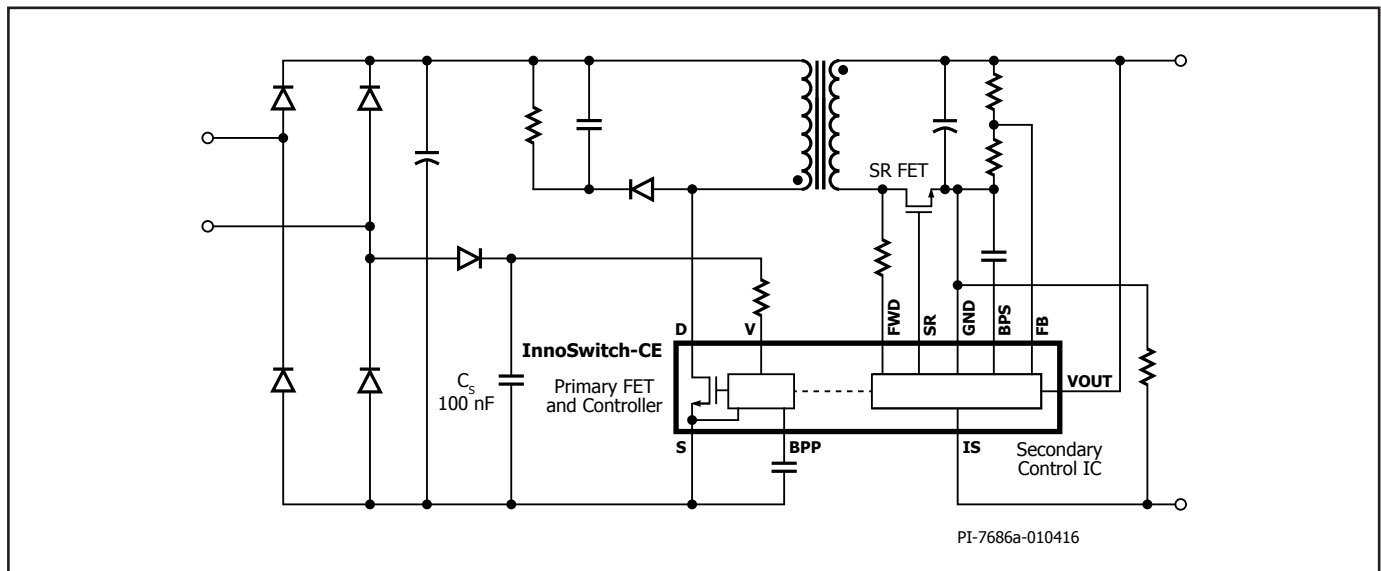 SR FET
FWD
SR
GND
BPS
FB
D
V
InnoSwitch-CE
Primary FET
and Controller
VOUT
CS
100 nF
S
BPP
IS
Secondary
Control IC
PI-7686a-010416